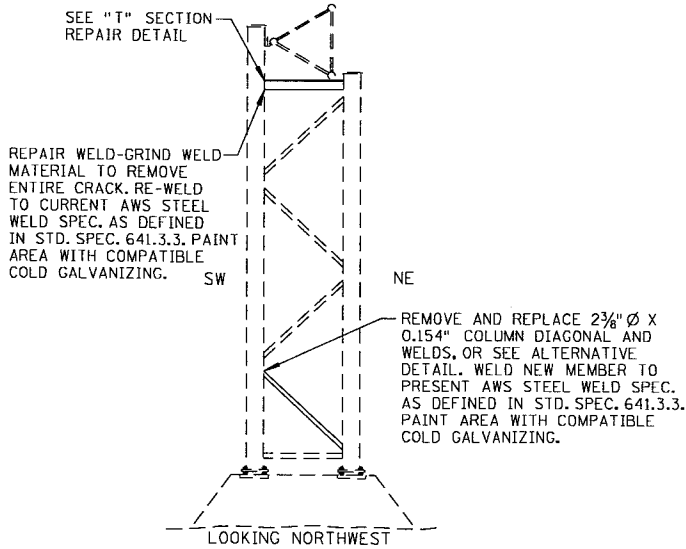 SEE "T" SECTION
REPAIR DETAIL
REPAIR WELD-GRIND WELD
MATERIAL TO REMOVE
ENTIRE CRACK. RE-WELD
TO CURRENT AWS STEEL
WELD SPEC. AS DEFINED
IN STD. SPEC. 641.3.3. PAINT
AREA WITH COMPATIBLE
COLD GALVANIZING.
SW
NE
REMOVE AND REPLACE 2⅜" Ø X
0.154" COLUMN DIAGONAL AND
WELDS, OR SEE ALTERNATIVE
DETAIL. WELD NEW MEMBER TO
PRESENT AWS STEEL WELD SPEC.
AS DEFINED IN STD. SPEC. 641.3.3.
PAINT AREA WITH COMPATIBLE
COLD GALVANIZING.
LOOKING NORTHWEST